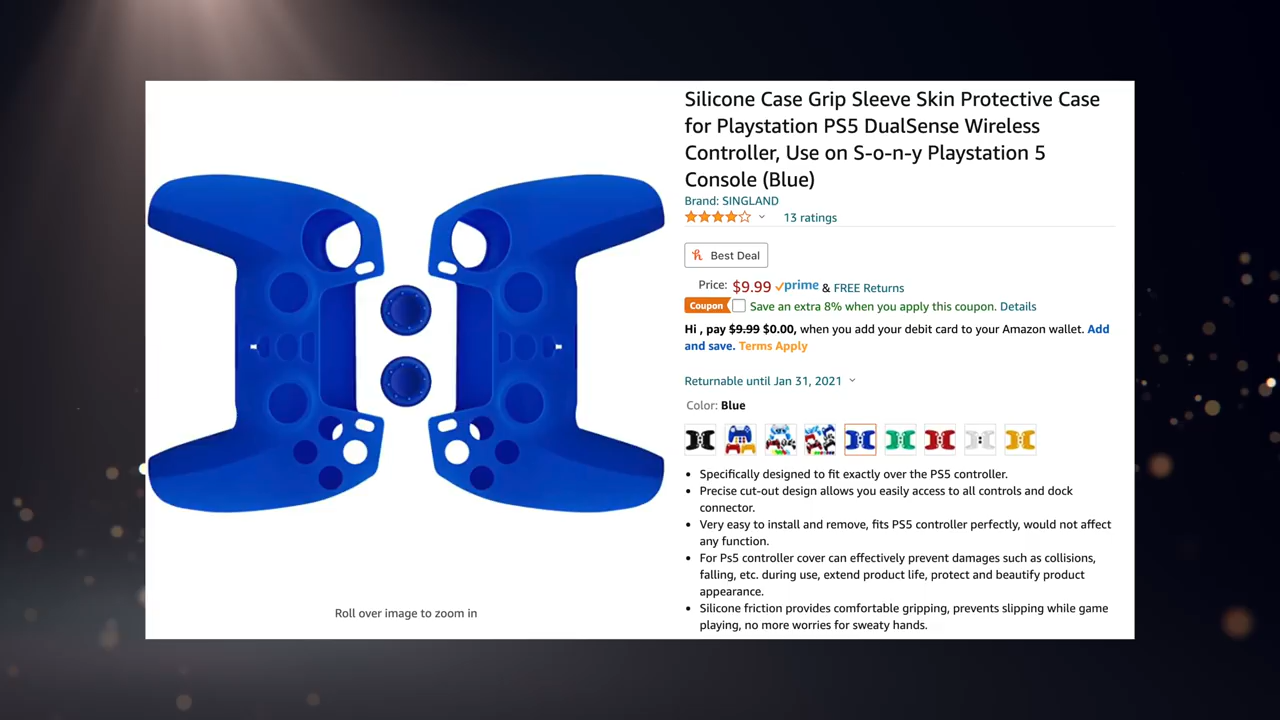 Silicone Case Grip Sleeve Skin Protective Case
for Playstation PS5 DualSense Wireless
Controller, Use on S-o-n-y Playstation 5
Console (Blue)
Brand: SINGLAND
13 ratings
Best Deal
Price: $9.99 prime & FREE Returns
Coupon Save an extra 8% when you apply this coupon. Details
Hi , pay $9.99 $0.00, when you add your debit card to your Amazon wallet. Add
and save. Terms Apply
Returnable until Jan 31, 2021
Color: Blue
• Specifically designed to fit exactly over the PS5 controller.
• Precise cut-out design allows you easily access to all controls and dock
connector.
• Very easy to install and remove, fits PS5 controller perfectly, would not affect
any function.
• For Ps5 controller cover can effectively prevent damages such as collisions,
falling, etc. during use, extend product life, protect and beautify product
appearance.
• Silicone friction provides comfortable gripping, prevents slipping while game
playing, no more worries for sweaty hands.
Roll over image to zoom in